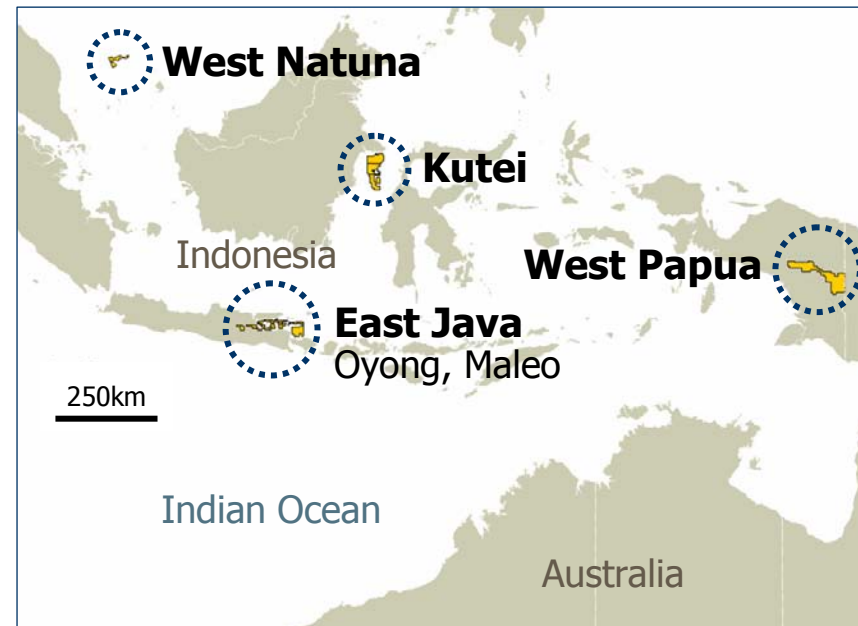 West Natuna
Kutei
Indonesia
West Papua
East Java
Oyong, Maleo
250km
Indian Ocean
Australia